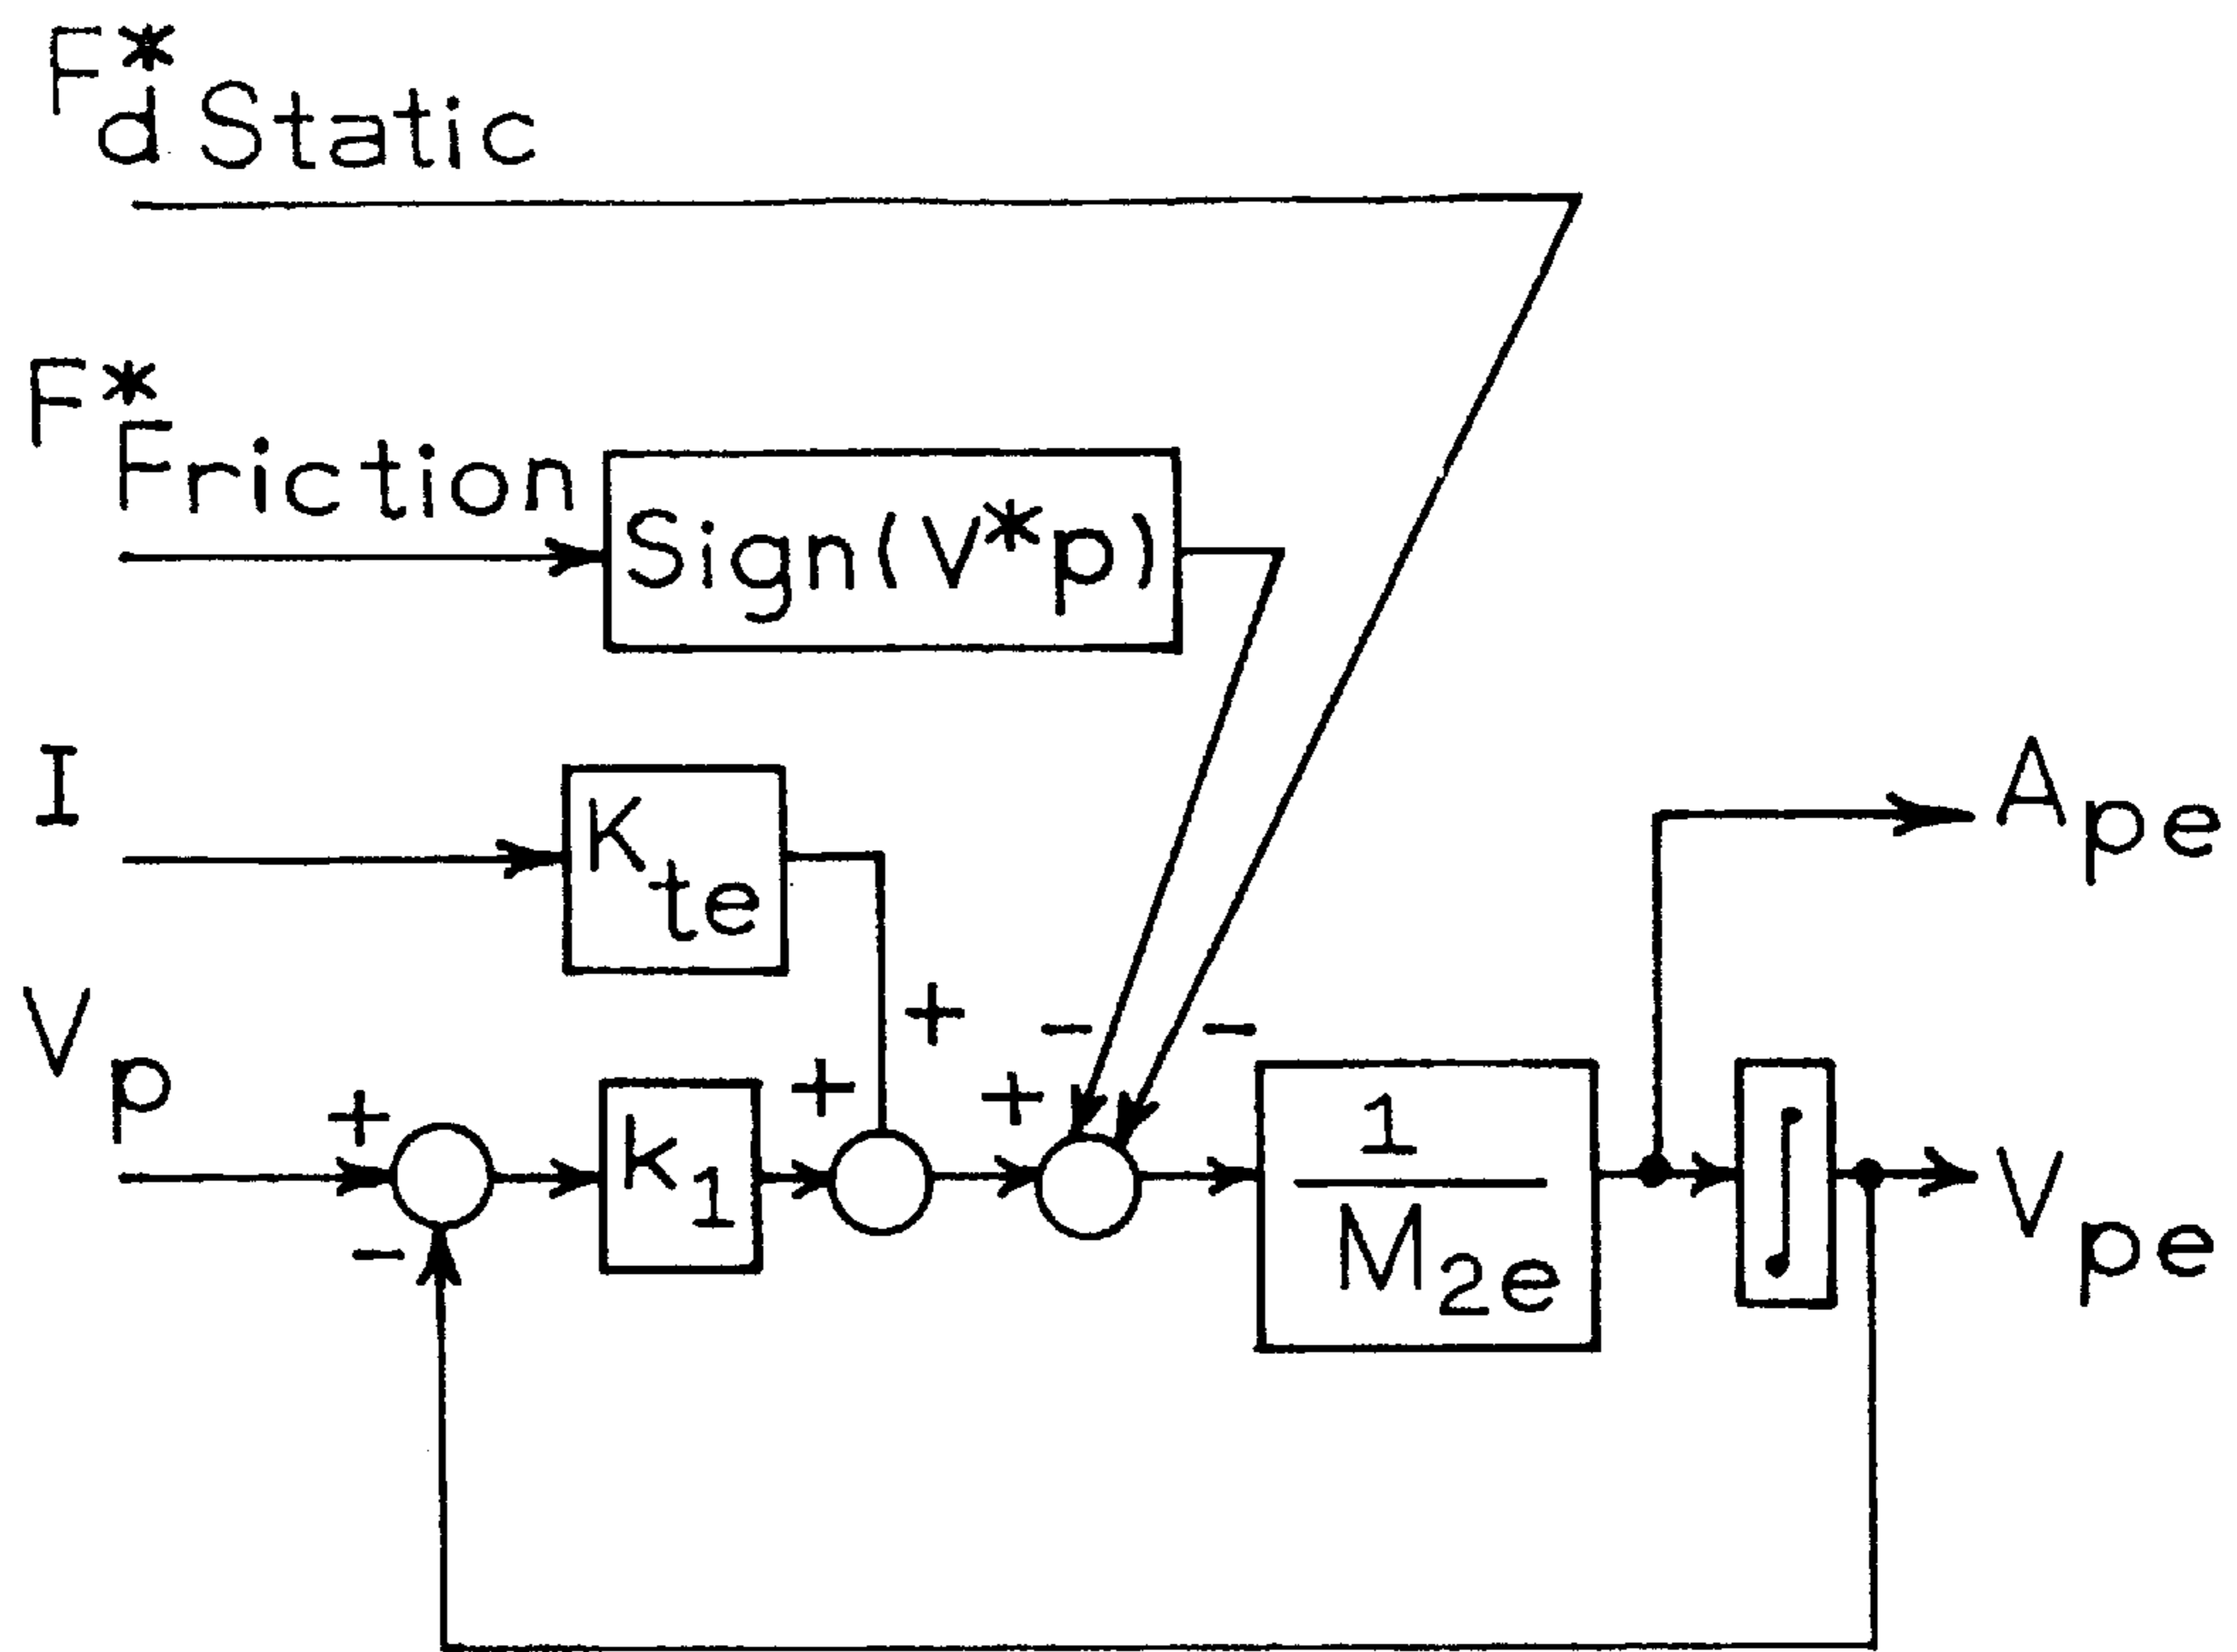 F*d Static
F*Friction
Sign(V*p)
I
Kte
Ape
Vp
+
-
k1
+
+
+
-
-
1
M2e
∫
Vpe